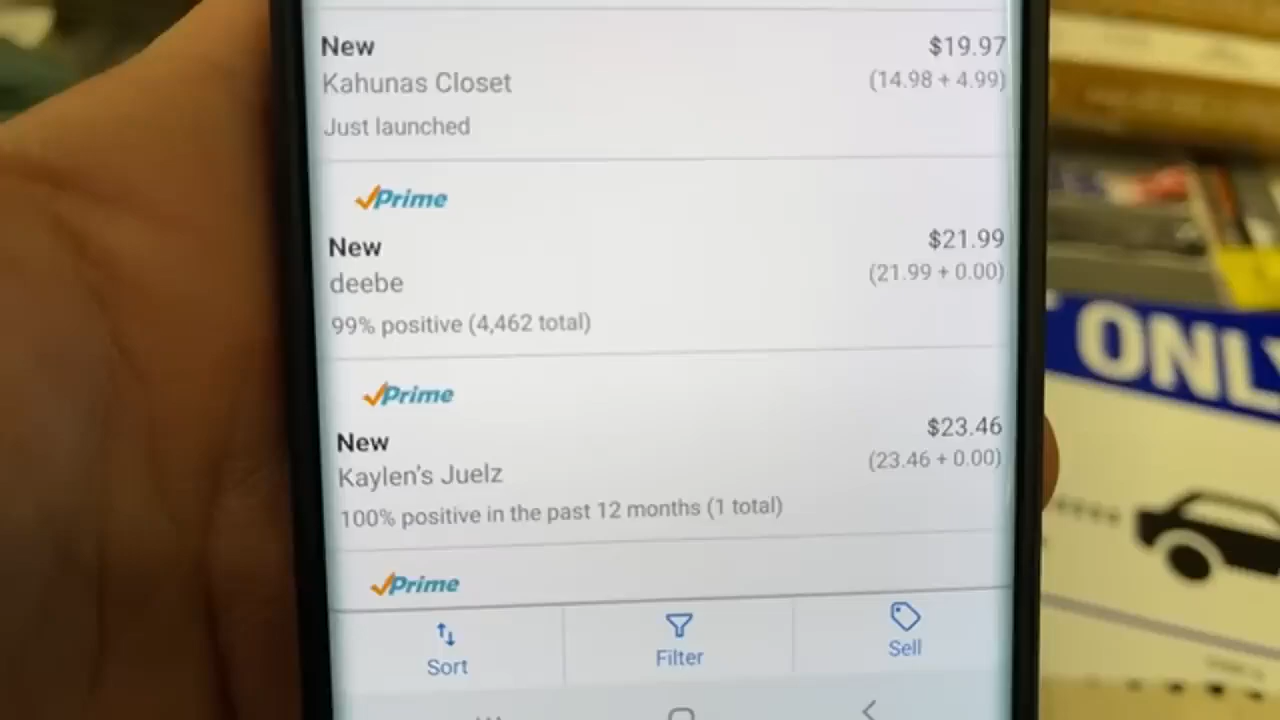 New
$19.97
Kahunas Closet
(14.98 + 4.99)
Just launched
Prime
New
$21.99
deebe
(21.99 + 0.00)
99% positive (4,462 total)
Prime
New
$23.46
Kaylen's Juelz
(23.46 + 0.00)
100% positive in the past 12 months (1 total)
Prime
Sort
Filter
Sell
ONLY